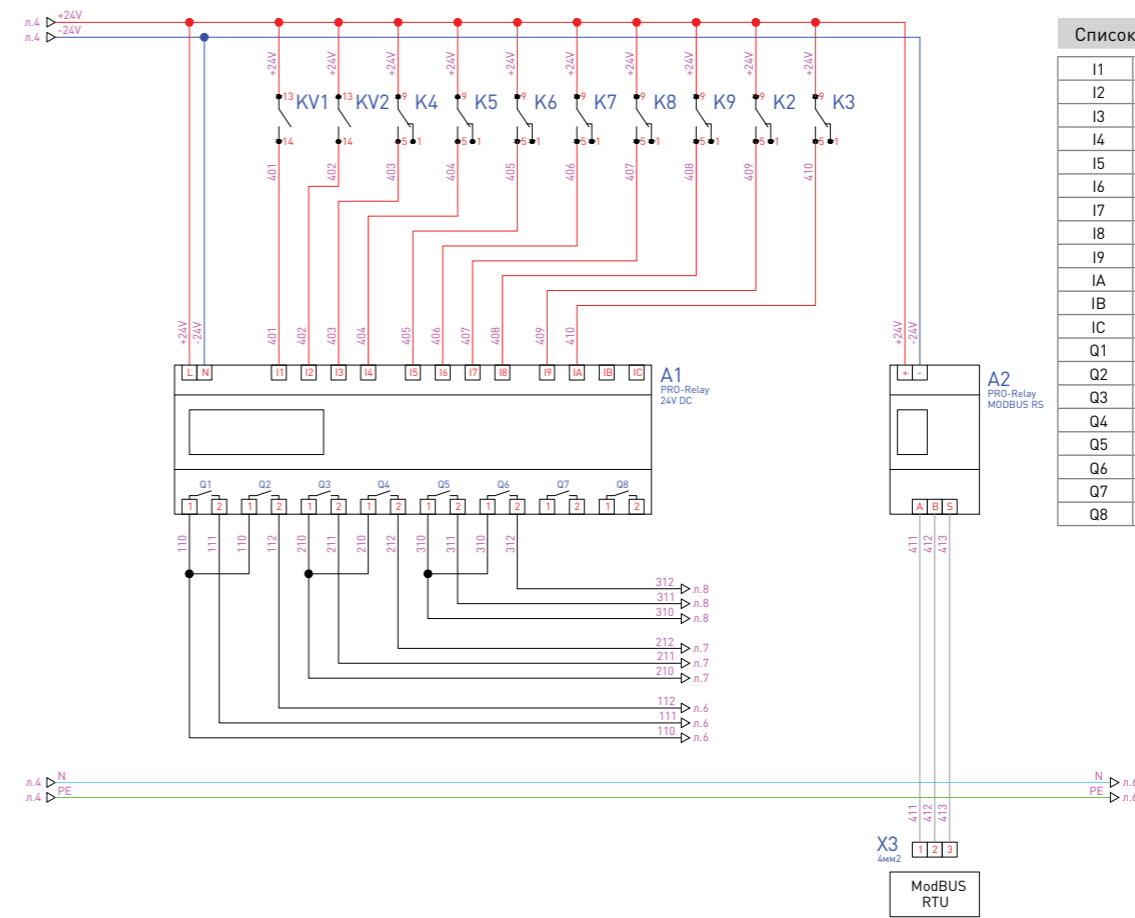 л.4 +24V
л.4 -24V
Список
+24V +24V +24V +24V +24V +24V +24V +24V +24V +24V
13 13 9 9 9 9 9 9 9 9
KV1 KV2 K4 K5 K6 K7 K8 K9 K2 K3
14 14 5 1 5 1 5 1 5 1 5 1 5 1 5 1 5 1
401 402 403 404 405 406 407 408 409 410
+24V -24V 401 402 403 404 405 406 407 408 409 410 +24V -24V
L N I1 I2 I3 I4 I5 I6 I7 I8 I9 IA IB IC
A1
PRO-Relay
24V DC
+ -
A2
PRO-Relay
MODBUS RS
Q1 Q2 Q3 Q4 Q5 Q6 Q7 Q8
1 2 1 2 1 2 1 2 1 2 1 2 1 2 1 2
A B S
110 111 110 112 210 211 210 212 310 311 310 312
411 412 413
312 л.8
311 л.8
310 л.8
212 л.7
211 л.7
210 л.7
112 л.6
111 л.6
110 л.6
л.4 N
N л.6
л.4 PE
PE л.6
411 412 413
X3
4мм2
1 2 3
ModBUS
RTU
I1
I2
I3
I4
I5
I6
I7
I8
I9
IA
IB
IC
Q1
Q2
Q3
Q4
Q5
Q6
Q7
Q8